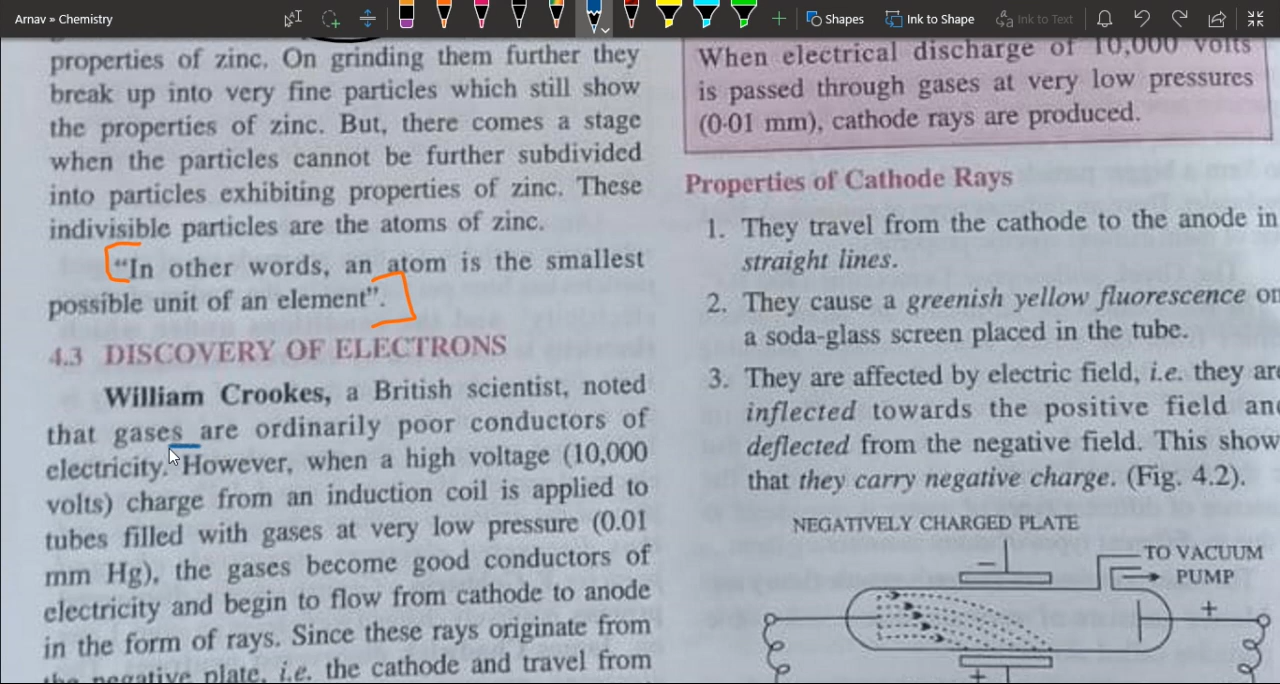 Arnav » Chemistry
Shapes
Ink to Shape
Ink to Text
properties of zinc. On grinding them further they
break up into very fine particles which still show
the properties of zinc. But, there comes a stage
when the particles cannot be further subdivided
into particles exhibiting properties of zinc. These
indivisible particles are the atoms of zinc.
“In other words, an atom is the smallest
possible unit of an element”.
4.3 DISCOVERY OF ELECTRONS
William Crookes, a British scientist, noted
that gases are ordinarily poor conductors of
electricity. However, when a high voltage (10,000
volts) charge from an induction coil is applied to
tubes filled with gases at very low pressure (0.01
mm Hg), the gases become good conductors of
electricity and begin to flow from cathode to anode
in the form of rays. Since these rays originate from
the negative plate, i.e. the cathode and travel from
When electrical discharge of 10,000 volts
is passed through gases at very low pressures
(0·01 mm), cathode rays are produced.
Properties of Cathode Rays
1. They travel from the cathode to the anode in
straight lines.
2. They cause a greenish yellow fluorescence on
a soda-glass screen placed in the tube.
3. They are affected by electric field, i.e. they are
inflected towards the positive field and
deflected from the negative field. This show
that they carry negative charge. (Fig. 4.2).
NEGATIVELY CHARGED PLATE
TO VACUUM
PUMP
−
+
+